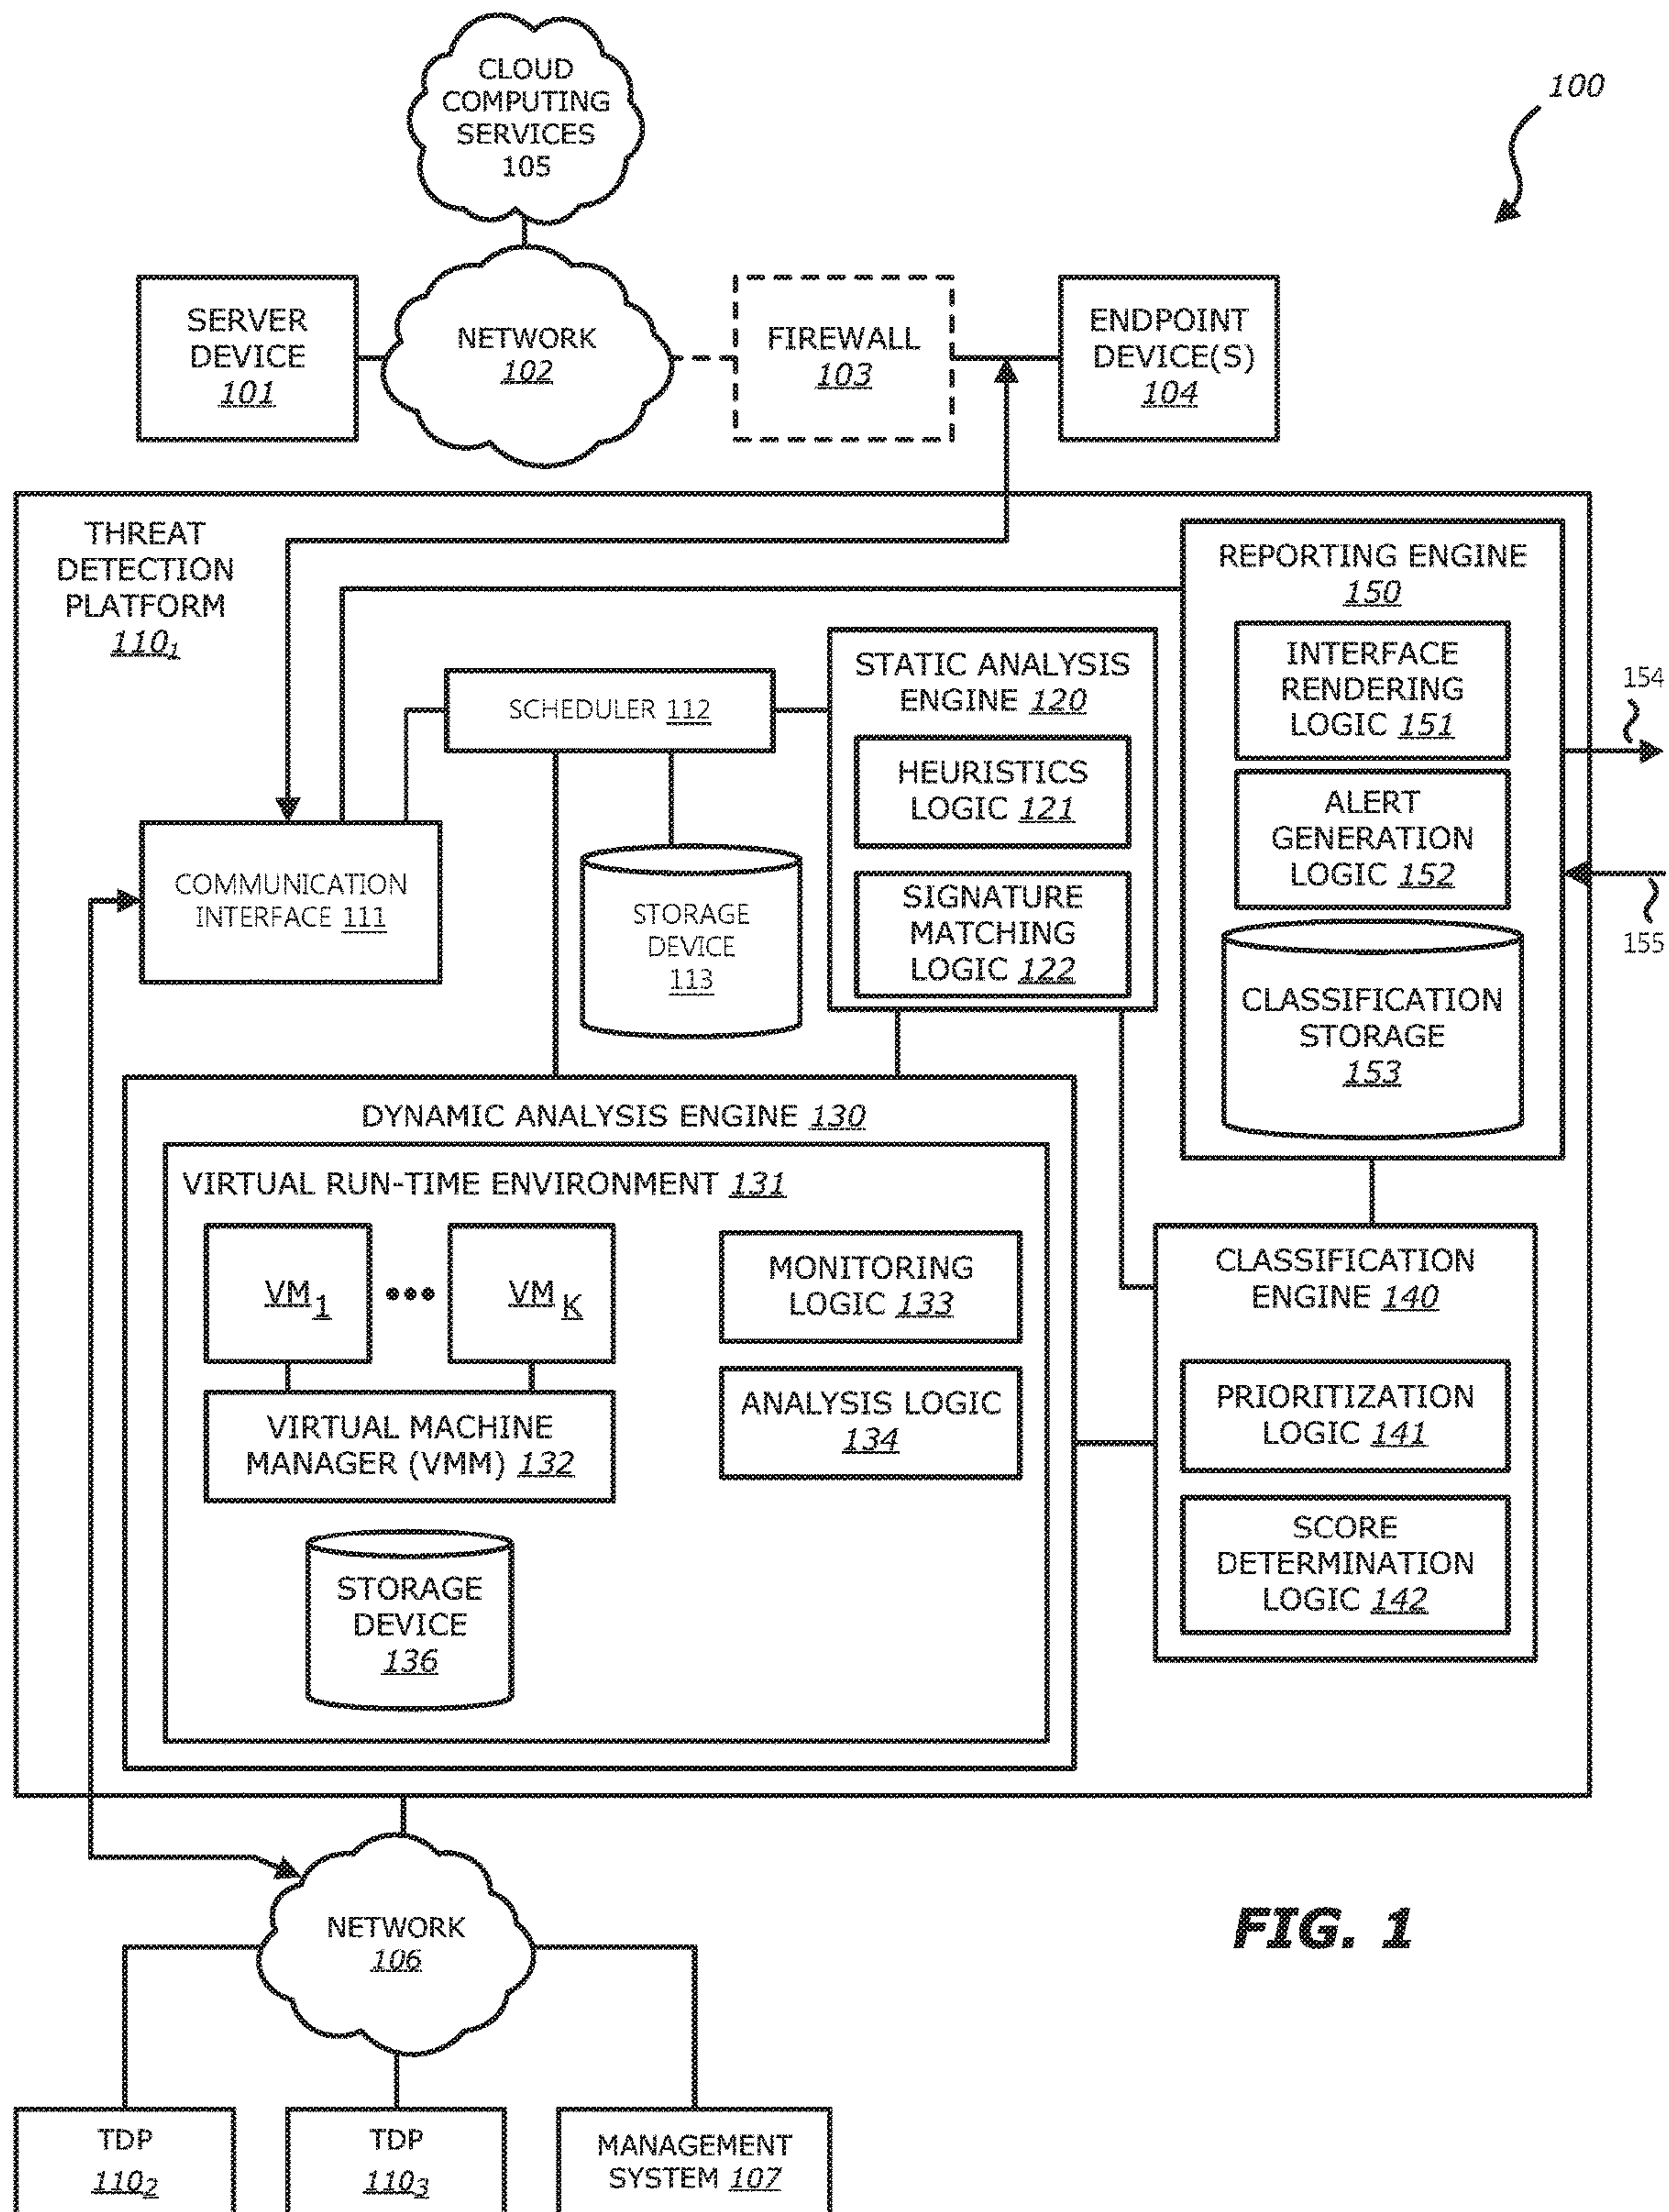 CLOUD
COMPUTING
SERVICES
105
100
SERVER
DEVICE
101
NETWORK
102
FIREWALL
103
ENDPOINT
DEVICE(S)
104
THREAT
DETECTION
PLATFORM
110₁
REPORTING ENGINE
150
INTERFACE
RENDERING
LOGIC 151
ALERT
GENERATION
LOGIC 152
CLASSIFICATION
STORAGE
153
154
155
SCHEDULER 112
STATIC ANALYSIS
ENGINE 120
HEURISTICS
LOGIC 121
SIGNATURE
MATCHING
LOGIC 122
COMMUNICATION
INTERFACE 111
STORAGE
DEVICE
113
DYNAMIC ANALYSIS ENGINE 130
VIRTUAL RUN-TIME ENVIRONMENT 131
VM₁ ••• VM_K
VIRTUAL MACHINE
MANAGER (VMM) 132
MONITORING
LOGIC 133
ANALYSIS LOGIC
134
STORAGE
DEVICE
136
CLASSIFICATION
ENGINE 140
PRIORITIZATION
LOGIC 141
SCORE
DETERMINATION
LOGIC 142
NETWORK
106
FIG. 1
TDP
110₂
TDP
110₃
MANAGEMENT
SYSTEM 107